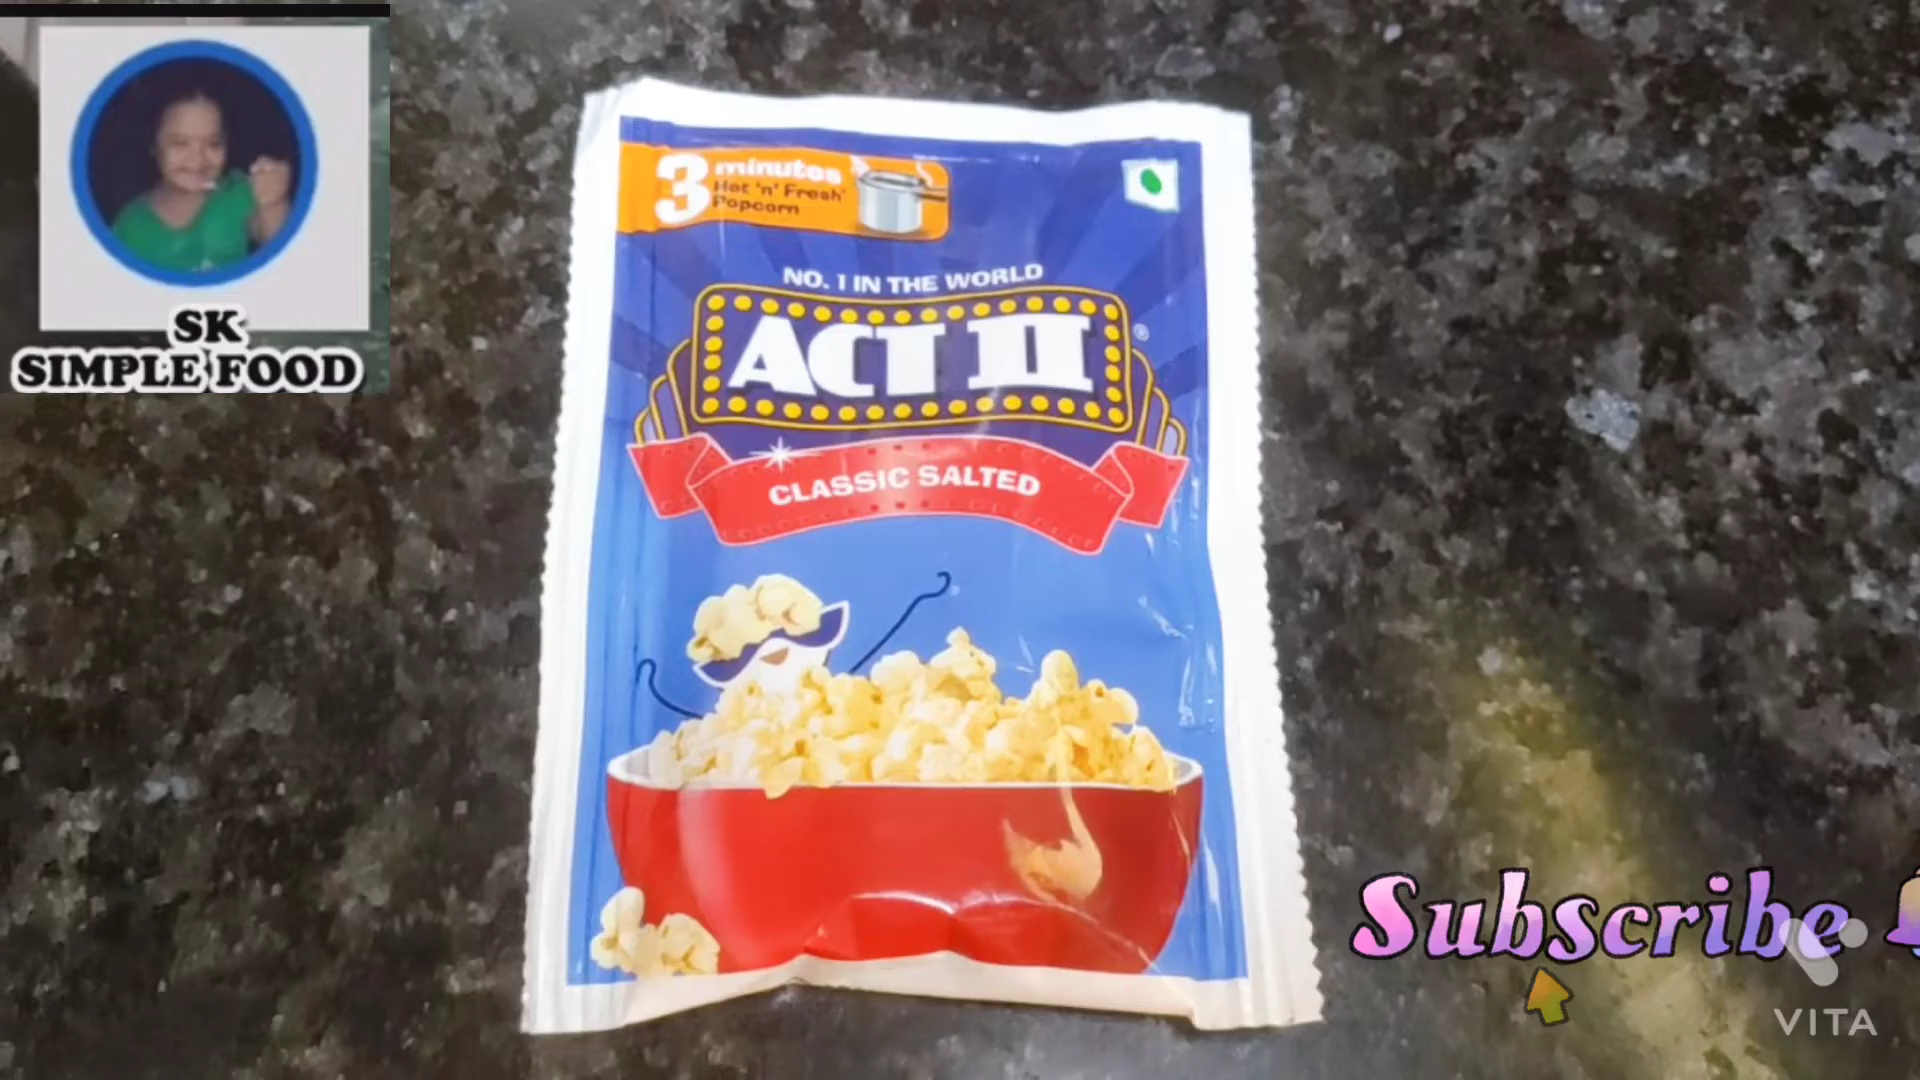 SK
SIMPLE FOOD
3 minutes
Hot 'n' Fresh
Popcorn
NO. 1 IN THE WORLD
ACT II®
CLASSIC SALTED
Subscribe
VITA